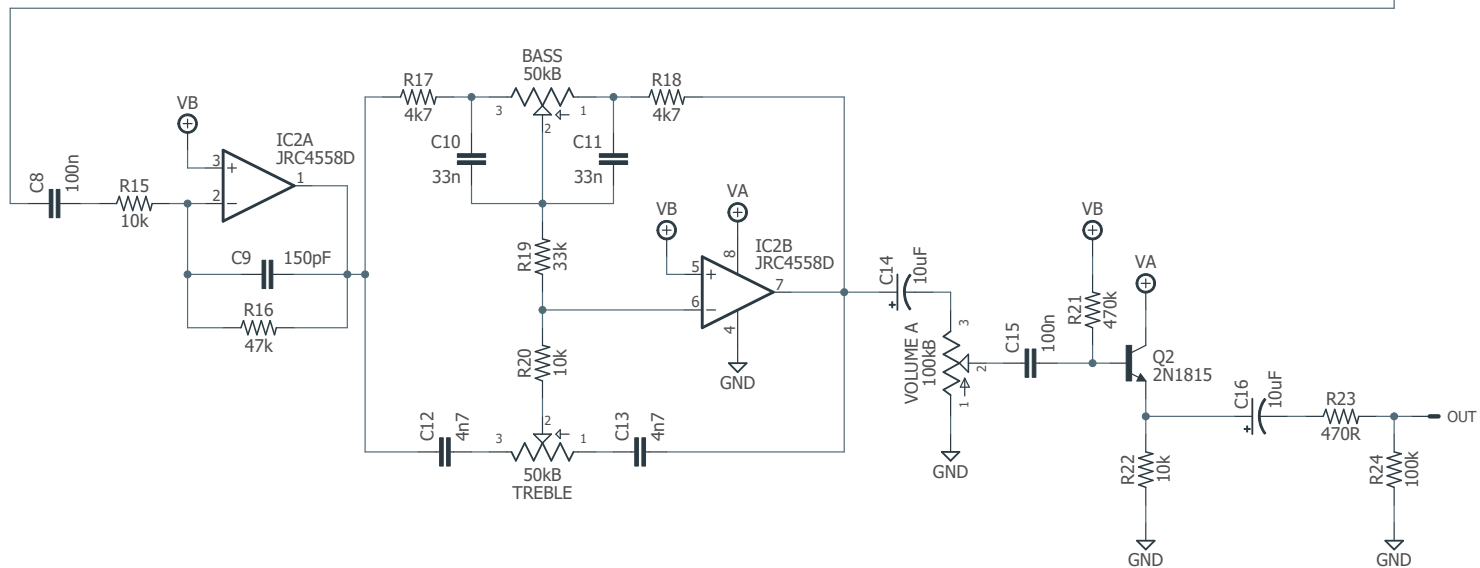 BASS
50kB
R17
4k7
3
1
2
R18
4k7
C10
33n
C11
33n
VB
IC2A
JRC4558D
3
+
2
−
1
C8
100n
R15
10k
C9
150pF
R16
47k
R19
33k
R20
10k
VB
VA
IC2B
JRC4558D
5
+
6
−
8
7
4
GND
C12
4n7
3
2
1
C13
4n7
50kB
TREBLE
C14
10uF
+
VOLUME A
100kB
3
2
1
GND
C15
100n
VB
R21
470k
VA
Q2
2N1815
C16
10uF
+
R23
470R
OUT
R22
10k
GND
R24
100k
GND